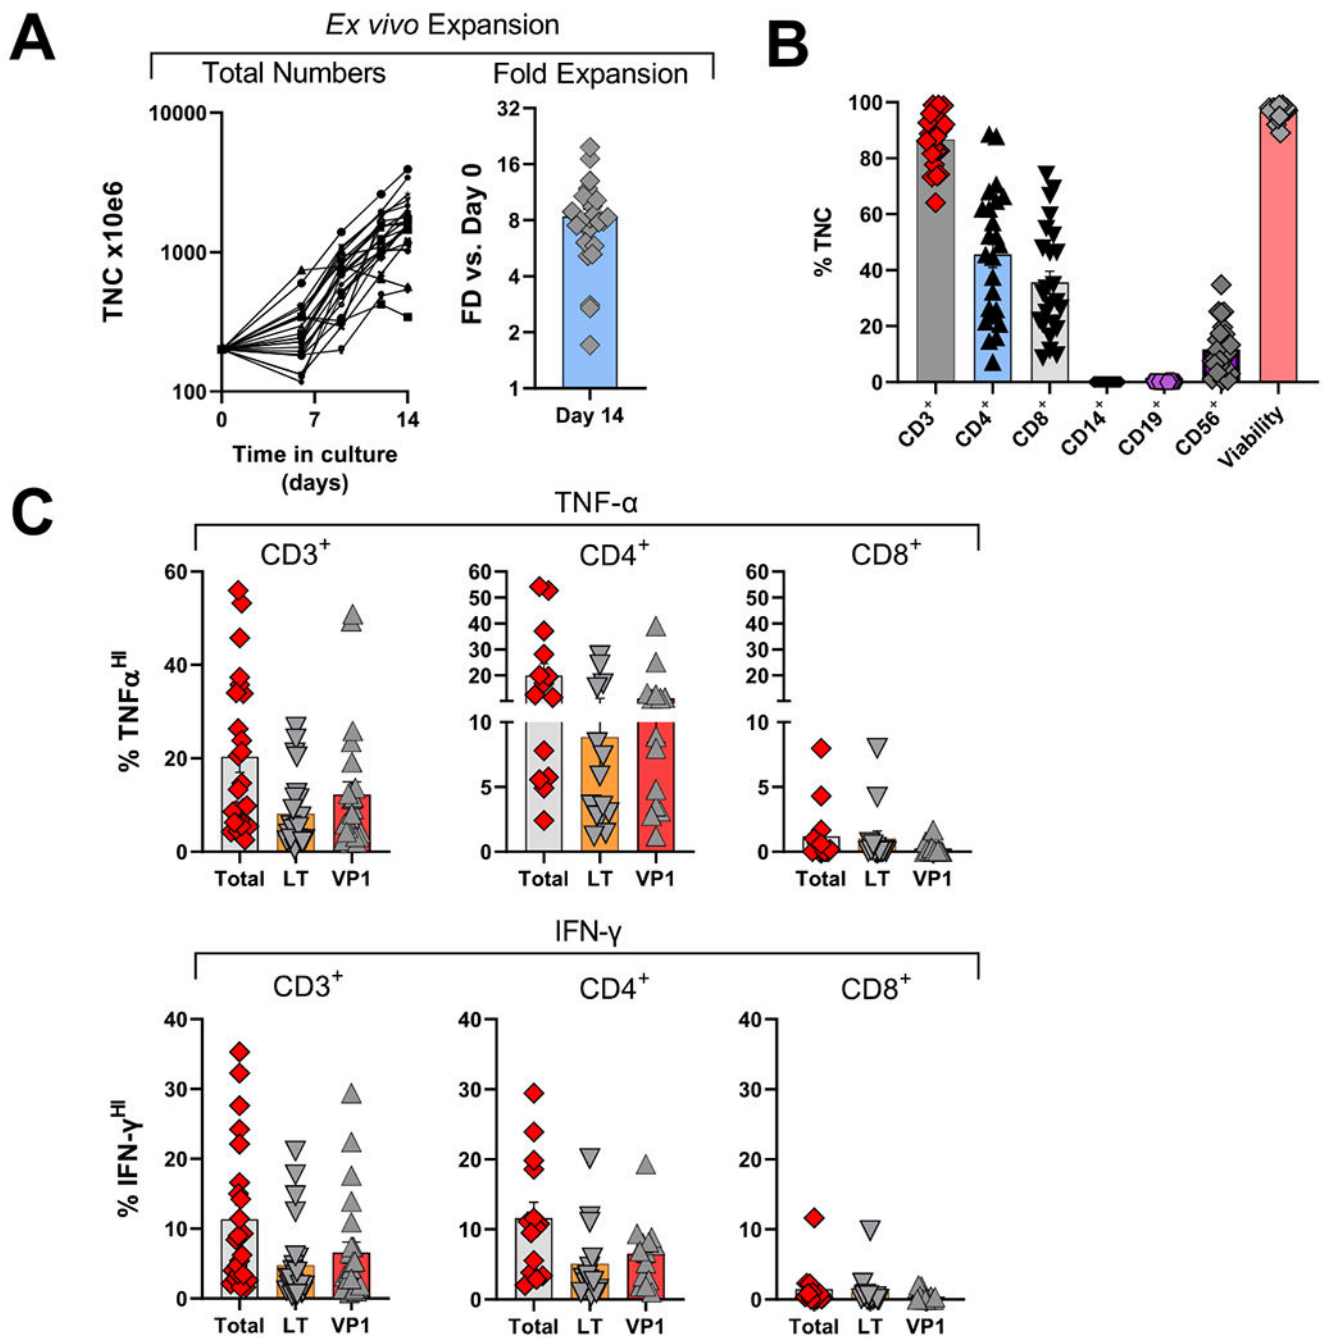 A
Ex vivo Expansion
Total Numbers
Fold Expansion
TNC x10e6
10000
1000
100
0
7
14
Time in culture
(days)
FD vs. Day 0
32
16
8
4
2
1
Day 14
B
% TNC
100
80
60
40
20
0
CD3+
CD4+
CD8+
CD14+
CD19+
CD56+
Viability
C
TNF-α
CD3+
CD4+
CD8+
% TNFαHI
60
40
20
0
Total LT VP1
60
50
40
30
20
10
5
0
Total LT VP1
60
50
40
30
20
10
5
0
Total LT VP1
IFN-γ
CD3+
CD4+
CD8+
% IFN-γHI
40
30
20
10
0
Total LT VP1
40
30
20
10
0
Total LT VP1
40
30
20
10
0
Total LT VP1